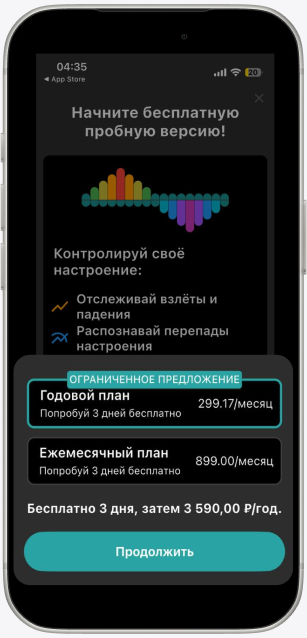 04:35
20
◀ App Store
Начните бесплатную
пробную версию!
Контролируй своё
настроение:
Отслеживай взлёты и
падения
Распознавай перепады
настроения
ОГРАНИЧЕННОЕ ПРЕДЛОЖЕНИЕ
Годовой план
299.17/месяц
Попробуй 3 дней бесплатно
Ежемесячный план
899.00/месяц
Попробуй 3 дней бесплатно
Бесплатно 3 дня, затем 3 590,00 ₽/год.
Продолжить